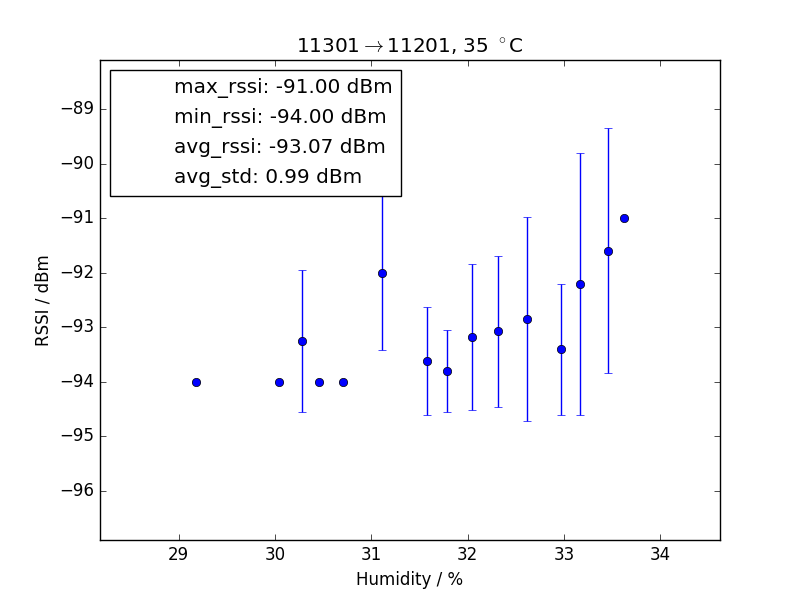 11301→11201, 35 °C
max_rssi: -91.00 dBm
min_rssi: -94.00 dBm
avg_rssi: -93.07 dBm
avg_std: 0.99 dBm
−89
−90
−91
−92
−93
−94
−95
−96
RSSI / dBm
29 30 31 32 33 34
Humidity / %